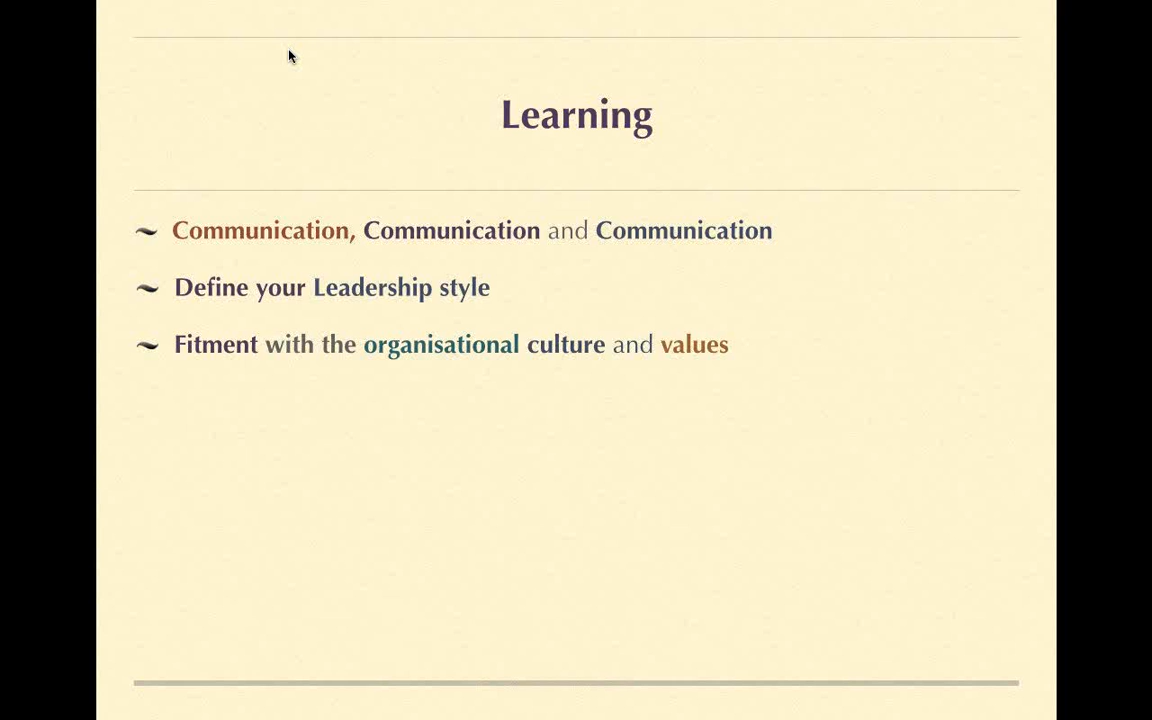 Learning
Communication, Communication and Communication
Define your Leadership style
Fitment with the organisational culture and values